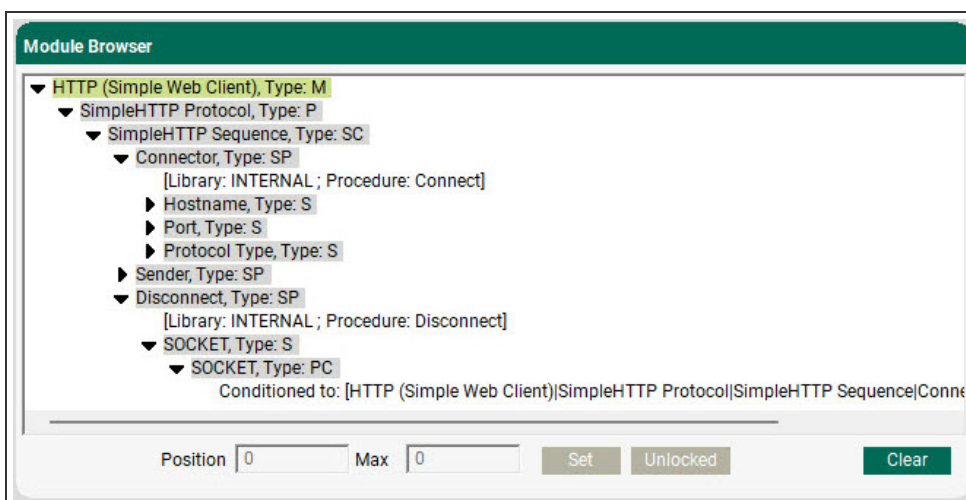 Module Browser
HTTP (Simple Web Client), Type: M
SimpleHTTP Protocol, Type: P
SimpleHTTP Sequence, Type: SC
Connector, Type: SP
[Library: INTERNAL ; Procedure: Connect]
Hostname, Type: S
Port, Type: S
Protocol Type, Type: S
Sender, Type: SP
Disconnect, Type: SP
[Library: INTERNAL ; Procedure: Disconnect]
SOCKET, Type: S
SOCKET, Type: PC
Conditioned to: [HTTP (Simple Web Client)|SimpleHTTP Protocol|SimpleHTTP Sequence|Conne
Position 0 Max 0 Set Unlocked Clear